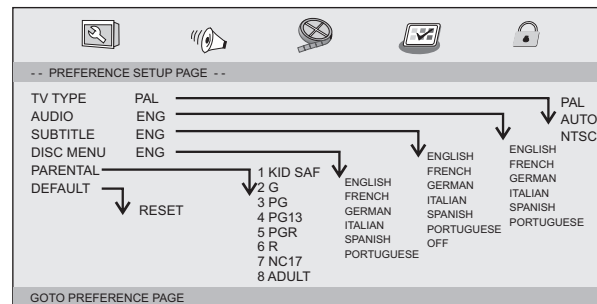 - - PREFERENCE SETUP PAGE - -
TV TYPE PAL
AUDIO ENG
SUBTITLE ENG
DISC MENU ENG
PARENTAL
DEFAULT
RESET
1 KID SAF
2 G
3 PG
4 PG13
5 PGR
6 R
7 NC17
8 ADULT
ENGLISH
FRENCH
GERMAN
ITALIAN
SPANISH
PORTUGUESE
ENGLISH
FRENCH
GERMAN
ITALIAN
SPANISH
PORTUGUESE
OFF
ENGLISH
FRENCH
GERMAN
ITALIAN
SPANISH
PORTUGUESE
PAL
AUTO
NTSC
GOTO PREFERENCE PAGE